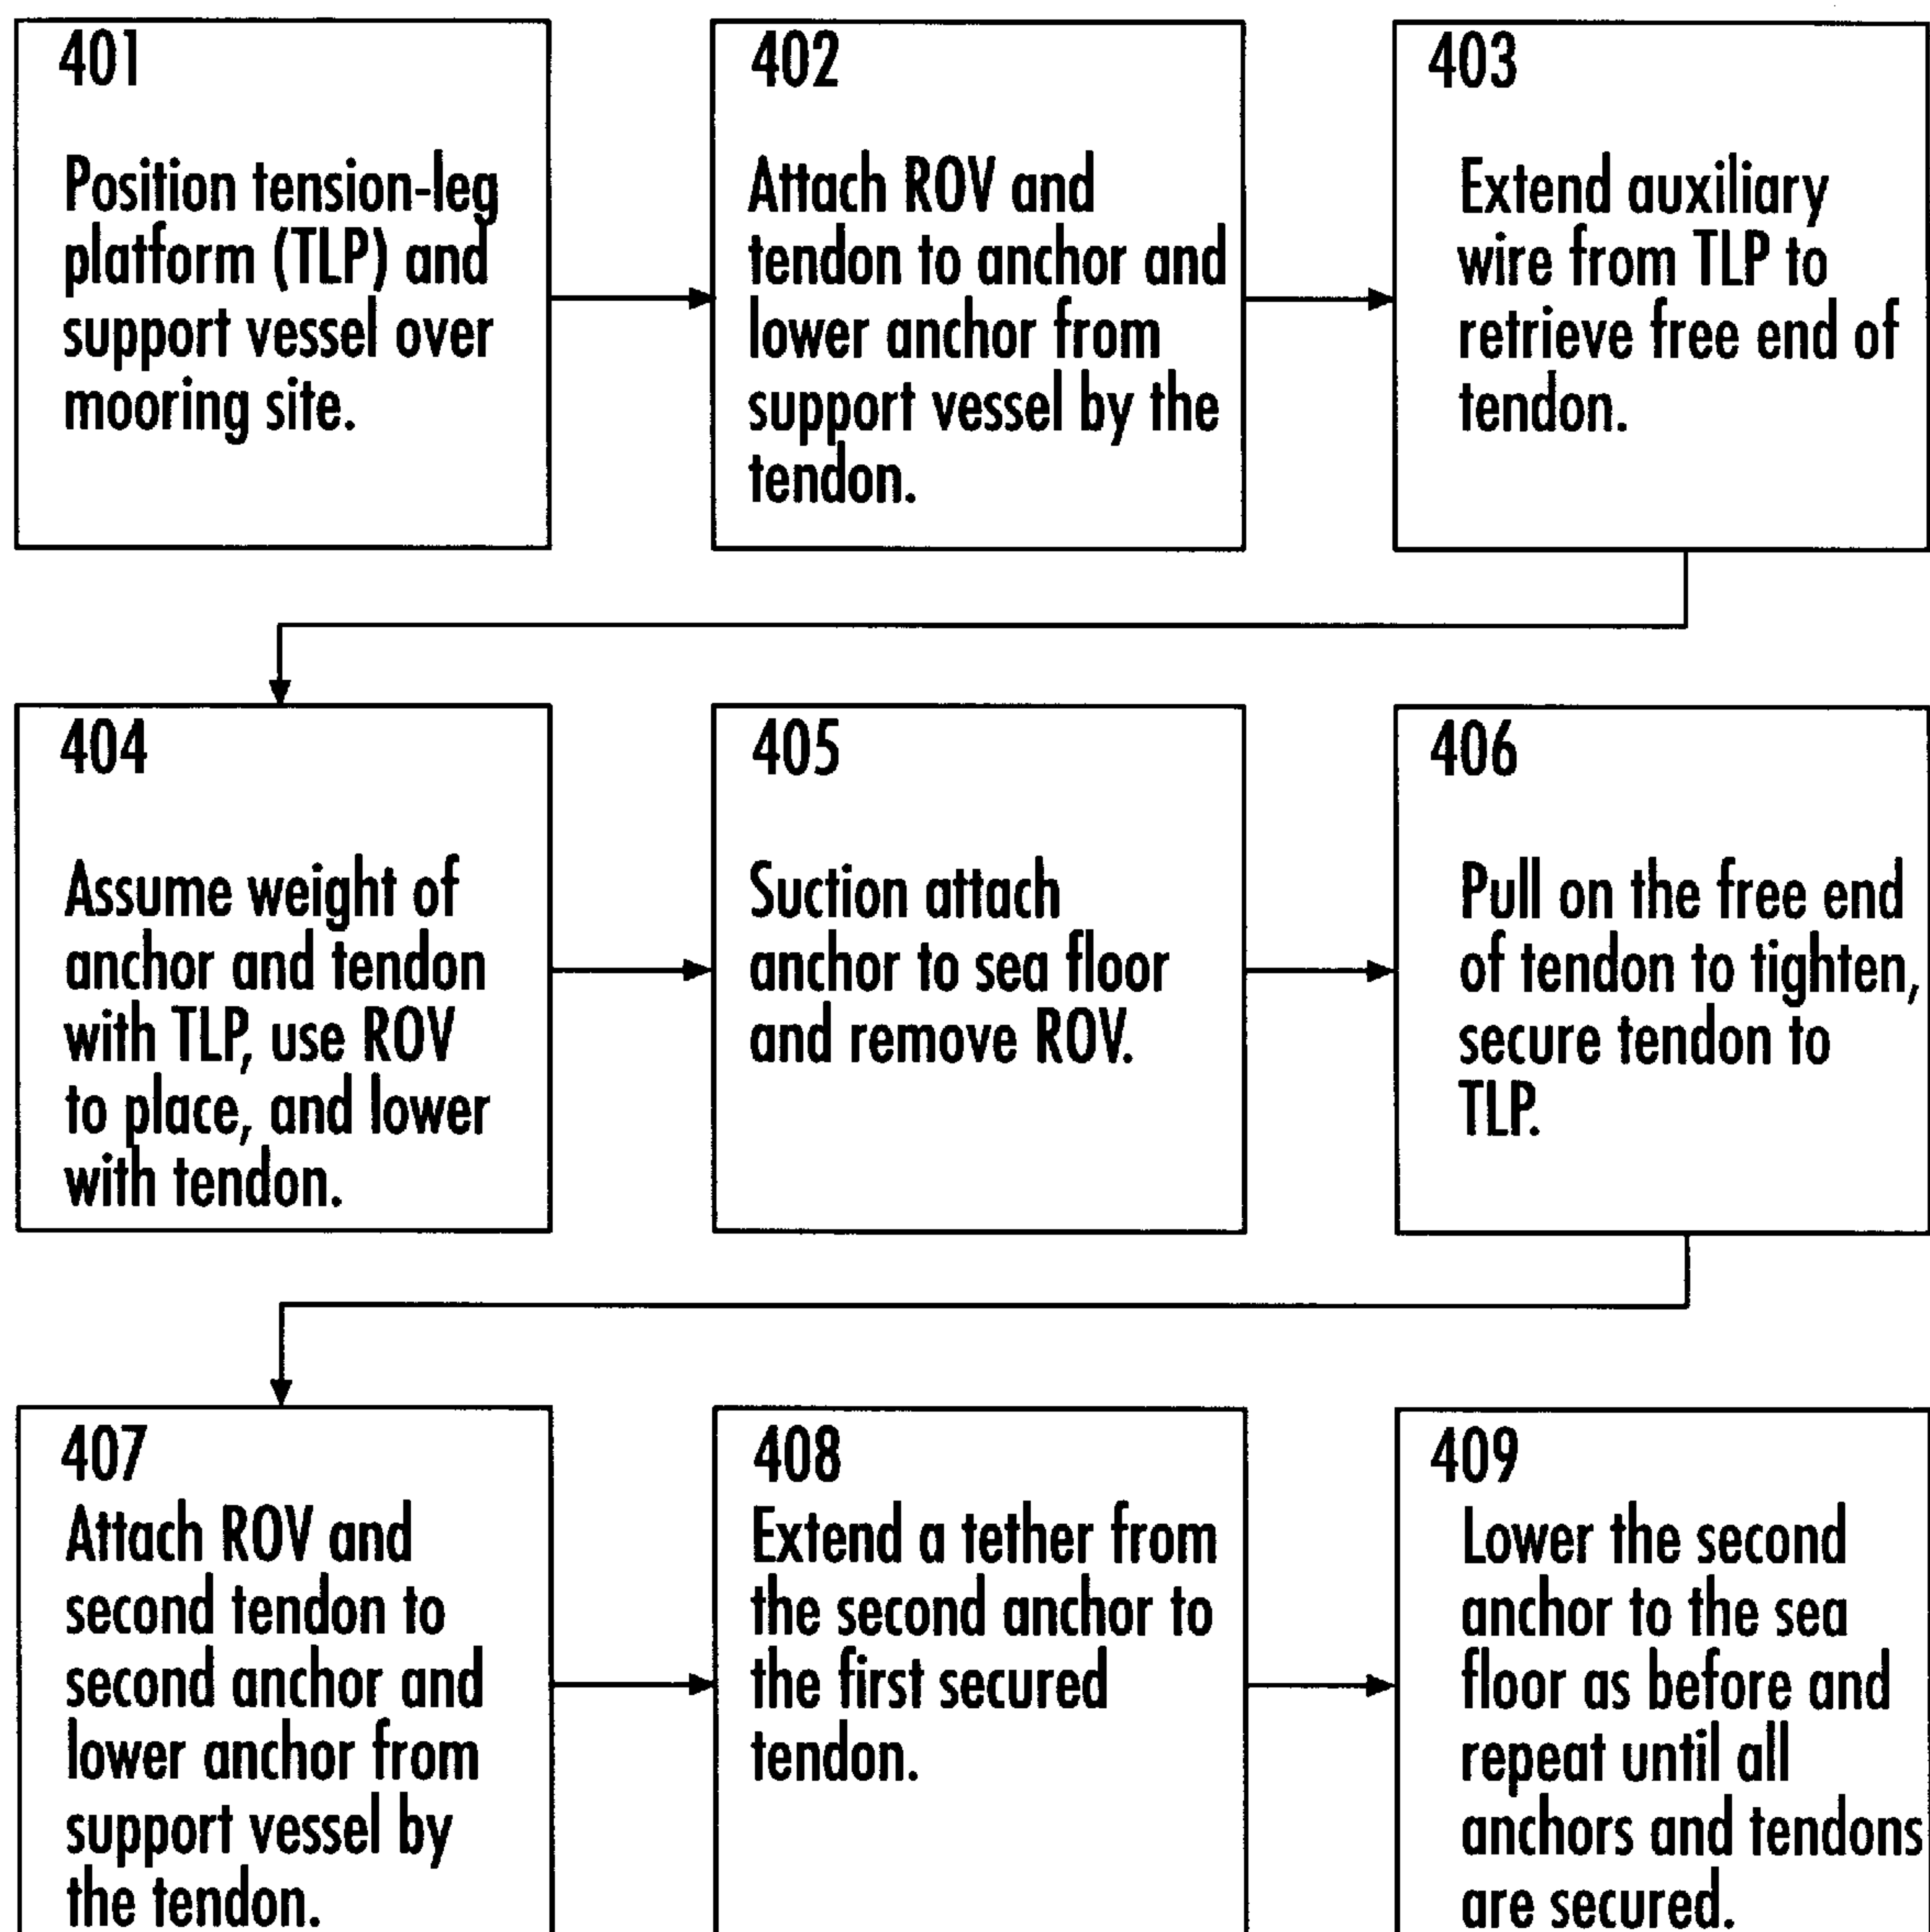 401
Position tension-leg
platform (TLP) and
support vessel over
mooring site.
402
Attach ROV and
tendon to anchor and
lower anchor from
support vessel by the
tendon.
403
Extend auxiliary
wire from TLP to
retrieve free end of
tendon.
404
Assume weight of
anchor and tendon
with TLP, use ROV
to place, and lower
with tendon.
405
Suction attach
anchor to sea floor
and remove ROV.
406
Pull on the free end
of tendon to tighten,
secure tendon to
TLP.
407
Attach ROV and
second tendon to
second anchor and
lower anchor from
support vessel by
the tendon.
408
Extend a tether from
the second anchor to
the first secured
tendon.
409
Lower the second
anchor to the sea
floor as before and
repeat until all
anchors and tendons
are secured.